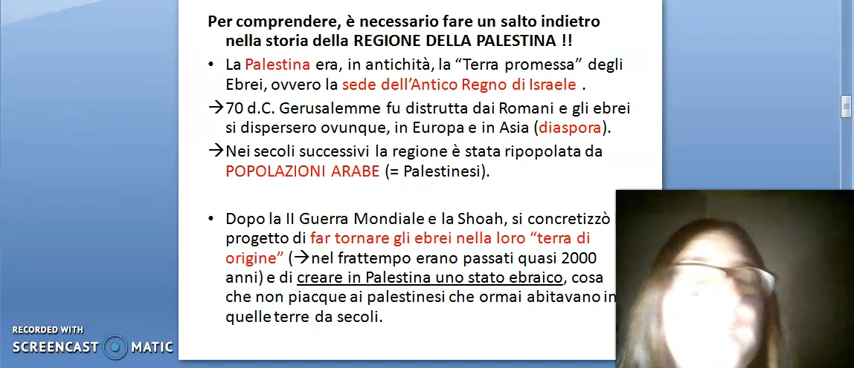 Per comprendere, è necessario fare un salto indietro
nella storia della REGIONE DELLA PALESTINA !!
• La Palestina era, in antichità, la “Terra promessa” degli
Ebrei, ovvero la sede dell’Antico Regno di Israele .
→70 d.C. Gerusalemme fu distrutta dai Romani e gli ebrei
si dispersero ovunque, in Europa e in Asia (diaspora).
→Nei secoli successivi la regione è stata ripopolata da
POPOLAZIONI ARABE (= Palestinesi).
• Dopo la II Guerra Mondiale e la Shoah, si concretizzò
progetto di far tornare gli ebrei nella loro “terra di
origine” (→nel frattempo erano passati quasi 2000
anni) e di creare in Palestina uno stato ebraico, cosa
che non piacque ai palestinesi che ormai abitavano in
quelle terre da secoli.
RECORDED WITH
SCREENCAST MATIC